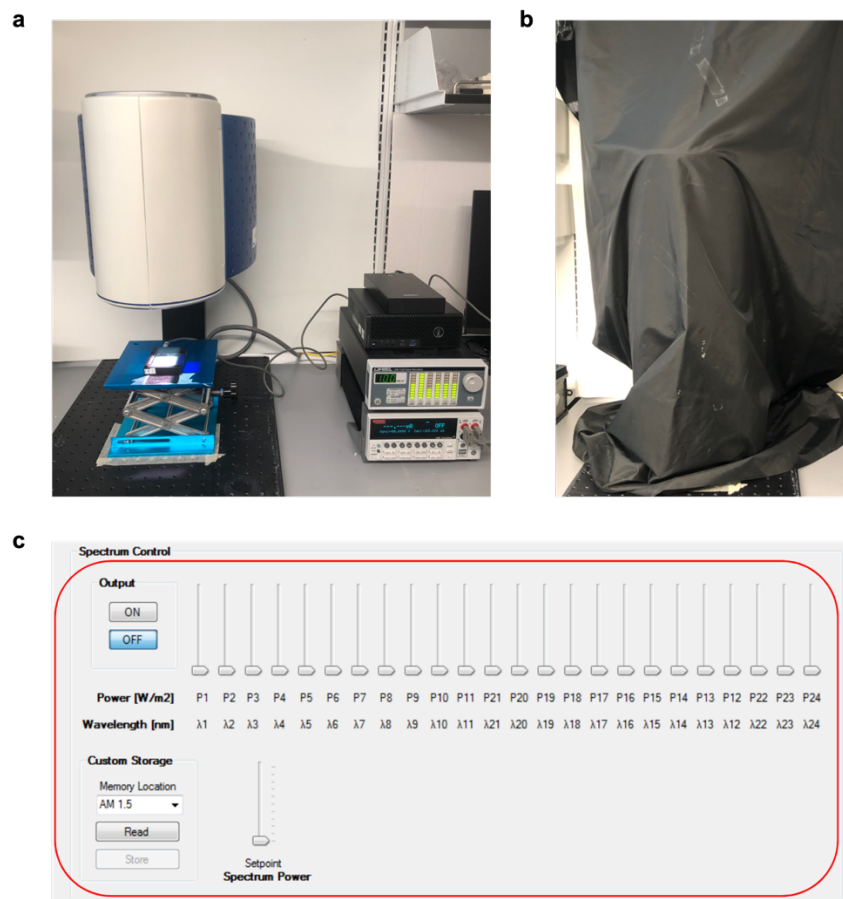 a
b
OFF
c
Spectrum Control
Output
ON
OFF
Power [W/m2] P1 P2 P3 P4 P5 P6 P7 P8 P9 P10 P11 P21 P20 P19 P18 P17 P16 P15 P14 P13 P12 P22 P23 P24
Wavelength [nm] λ1 λ2 λ3 λ4 λ5 λ6 λ7 λ8 λ9 λ10 λ11 λ21 λ20 λ19 λ18 λ17 λ16 λ15 λ14 λ13 λ12 λ22 λ23 λ24
Custom Storage
Memory Location
AM 1.5
Read
Store
Setpoint
Spectrum Power